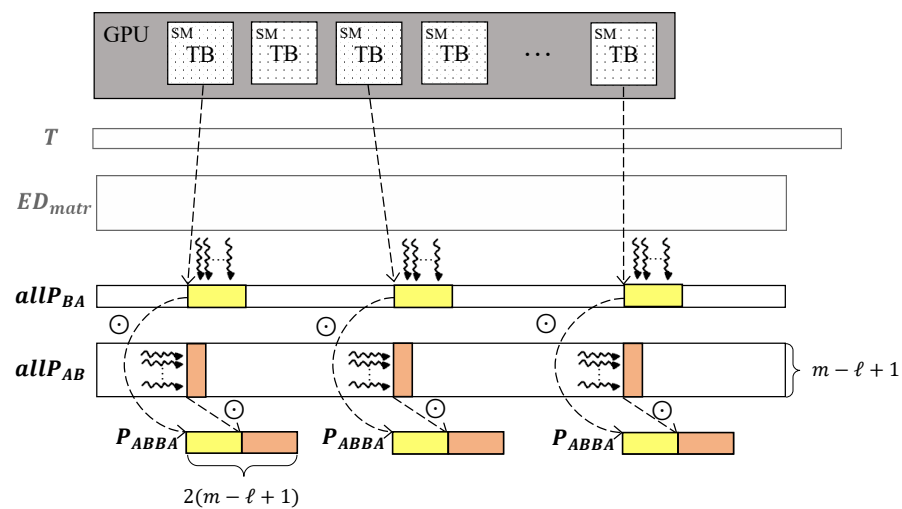 GPU
SM TB
SM TB
SM TB
SM TB
...
SM TB
T
ED_matr
allP_BA
⊙ ⊙ ⊙
allP_AB
m − ℓ + 1
⊙ ⊙ ⊙
P_ABBA P_ABBA P_ABBA
2(m − ℓ + 1)